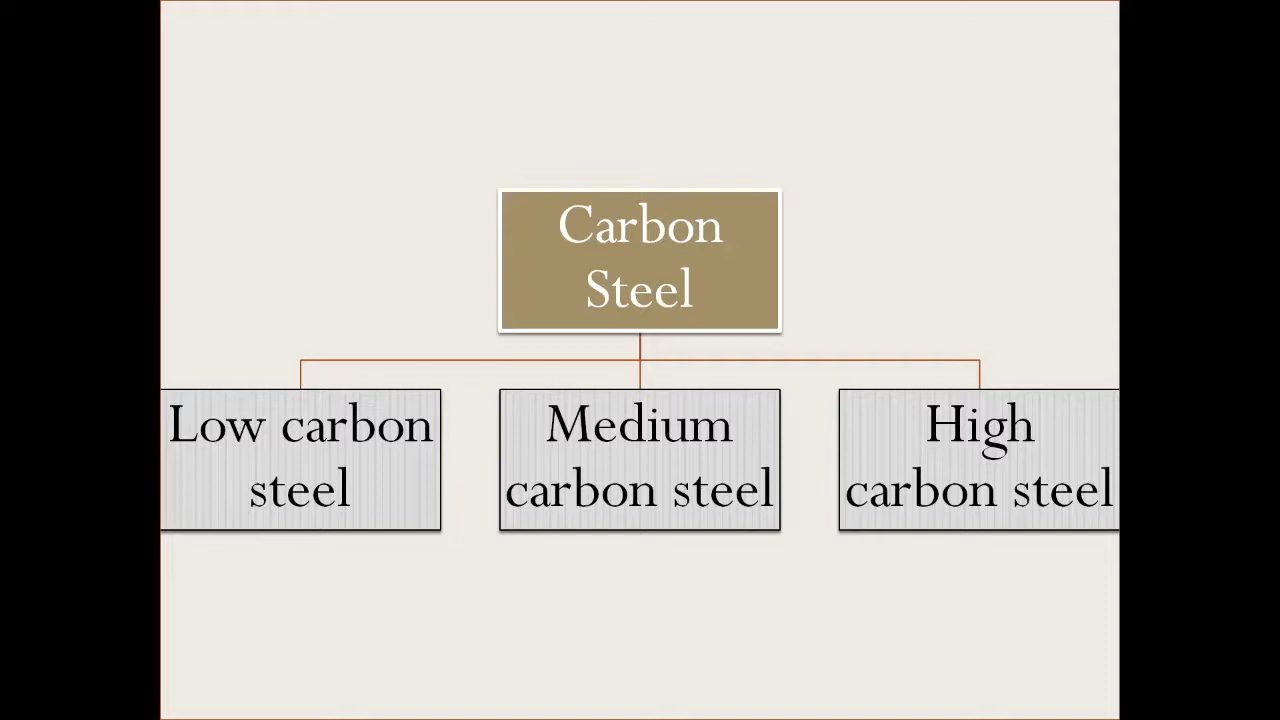 Carbon
Steel
Low carbon
steel
Medium
carbon steel
High
carbon steel